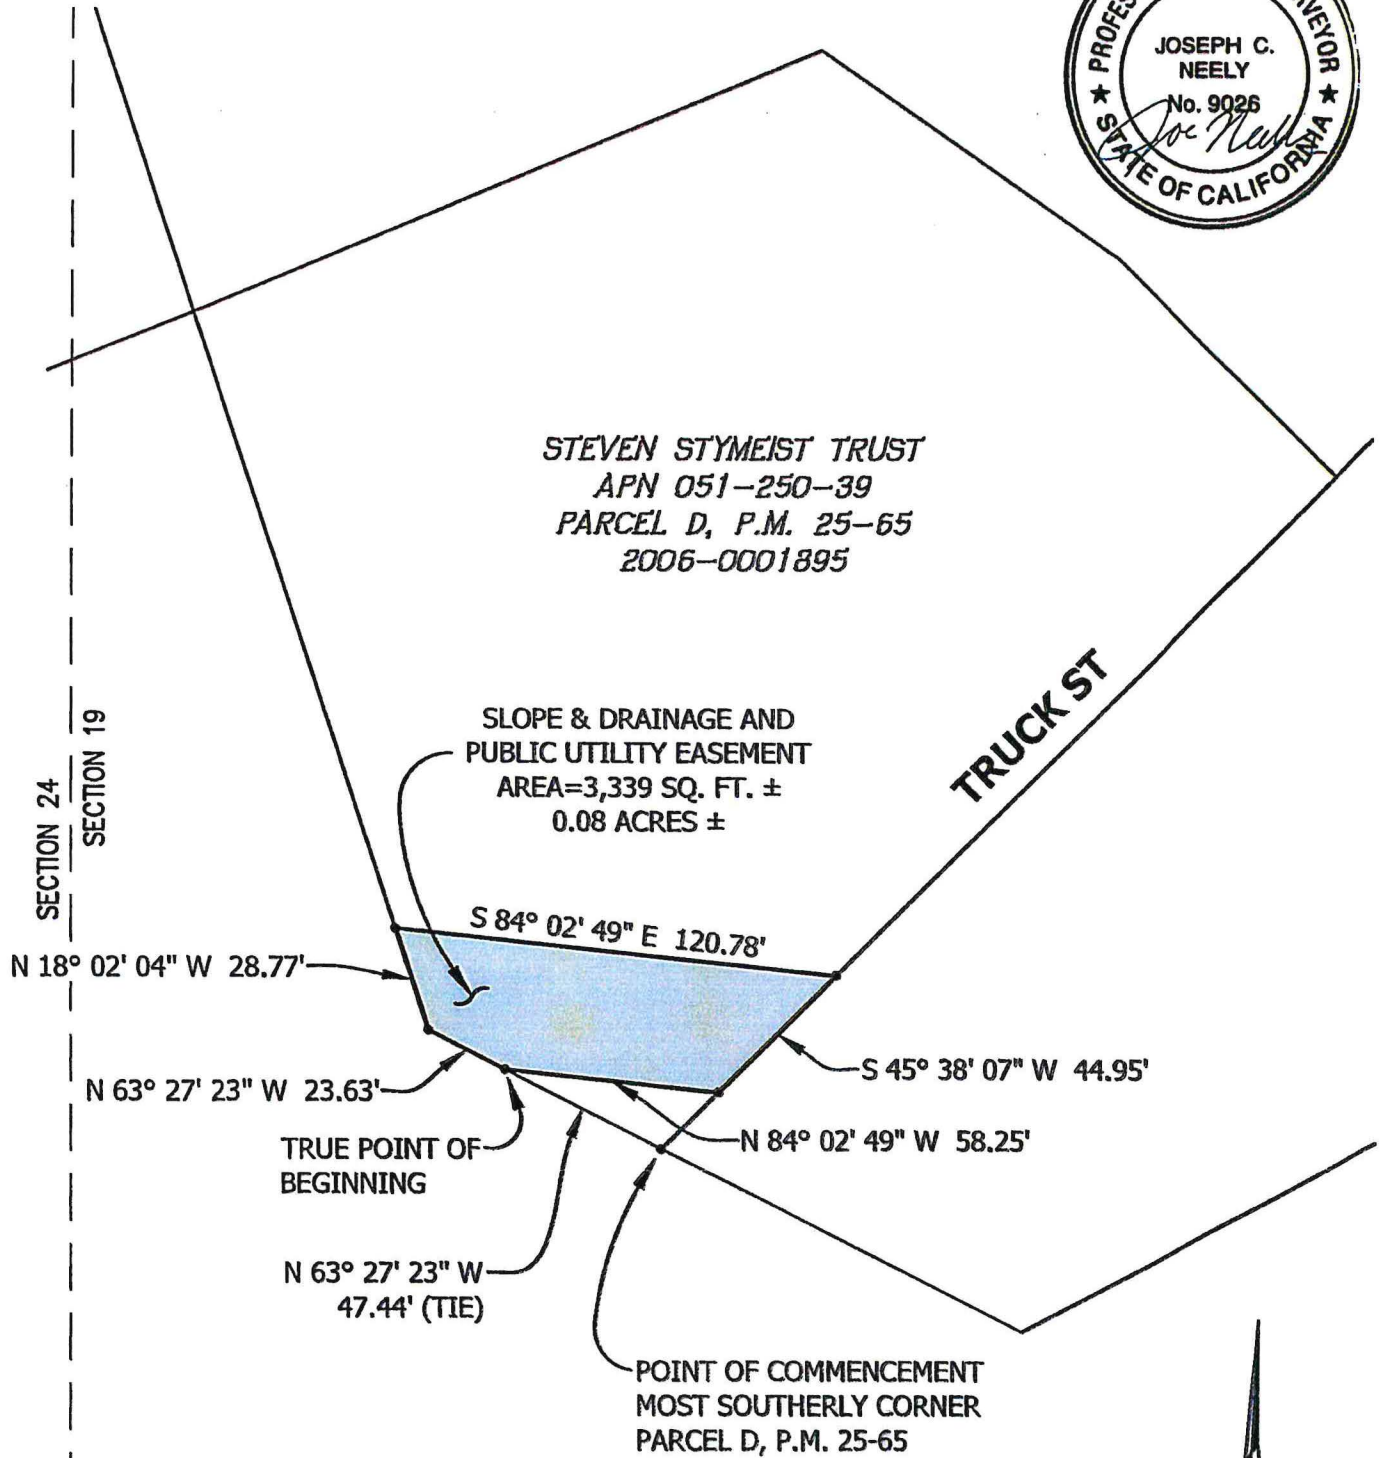 JOSEPH C.
NEELY
No. 9026
STATE OF CALIFORNIA
STEVEN STYMEIST TRUST
APN 051-250-39
PARCEL D, P.M. 25-65
2006-0001895
SLOPE & DRAINAGE AND
PUBLIC UTILITY EASEMENT
AREA=3,339 SQ. FT. ±
0.08 ACRES ±
TRUCK ST
SECTION 24
SECTION 19
S 84° 02' 49" E 120.78'
N 18° 02' 04" W 28.77'
S 45° 38' 07" W 44.95'
N 63° 27' 23" W 23.63'
N 84° 02' 49" W 58.25'
TRUE POINT OF
BEGINNING
N 63° 27' 23" W
47.44' (TIE)
POINT OF COMMENCEMENT
MOST SOUTHERLY CORNER
PARCEL D, P.M. 25-65